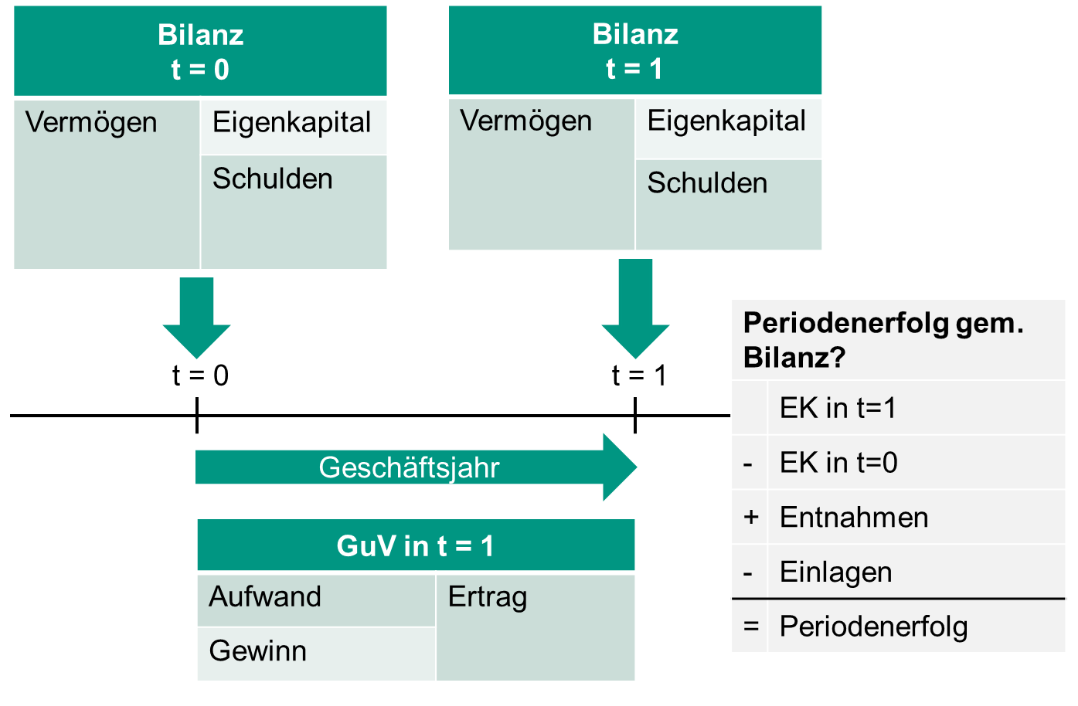 Bilanz
t = 0
Vermögen
Eigenkapital
Schulden
Bilanz
t = 1
Vermögen
Eigenkapital
Schulden
t = 0
t = 1
Geschäftsjahr
GuV in t = 1
Aufwand
Ertrag
Gewinn
Periodenerfolg gem.
Bilanz?
EK in t=1
- EK in t=0
+ Entnahmen
- Einlagen
= Periodenerfolg